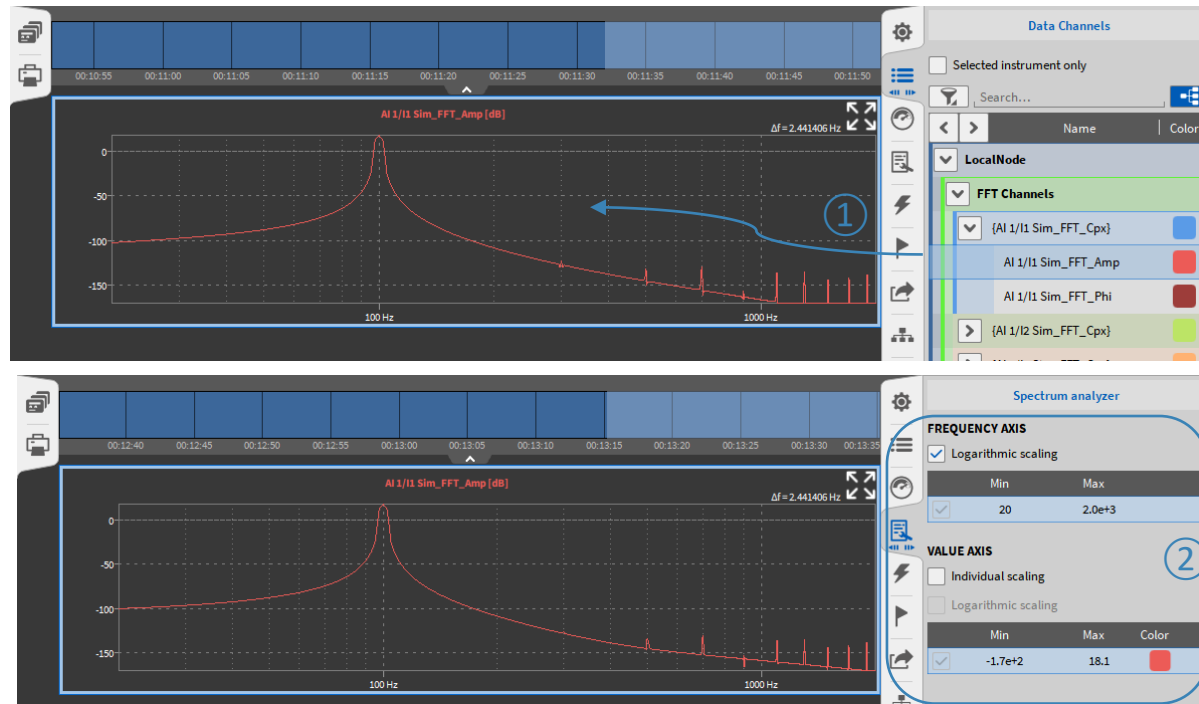 00:10:55 00:11:00 00:11:05 00:11:10 00:11:15 00:11:20 00:11:25 00:11:30 00:11:35 00:11:40 00:11:45 00:11:50
AI 1/I1 Sim_FFT_Amp [dB]
Δf = 2.441406 Hz
0
-50
-100
-150
100 Hz 1000 Hz
1
Data Channels
Selected instrument only
Search...
Name Color
LocalNode
FFT Channels
{AI 1/I1 Sim_FFT_Cpx}
AI 1/I1 Sim_FFT_Amp
AI 1/I1 Sim_FFT_Phi
{AI 1/I2 Sim_FFT_Cpx}
00:12:40 00:12:45 00:12:50 00:12:55 00:13:00 00:13:05 00:13:10 00:13:15 00:13:20 00:13:25 00:13:30 00:13:35
AI 1/I1 Sim_FFT_Amp [dB]
Δf = 2.441406 Hz
0
-50
-100
-150
100 Hz 1000 Hz
Spectrum analyzer
FREQUENCY AXIS
Logarithmic scaling
Min Max
20 2.0e+3
VALUE AXIS
2
Individual scaling
Logarithmic scaling
Min Max Color
-1.7e+2 18.1